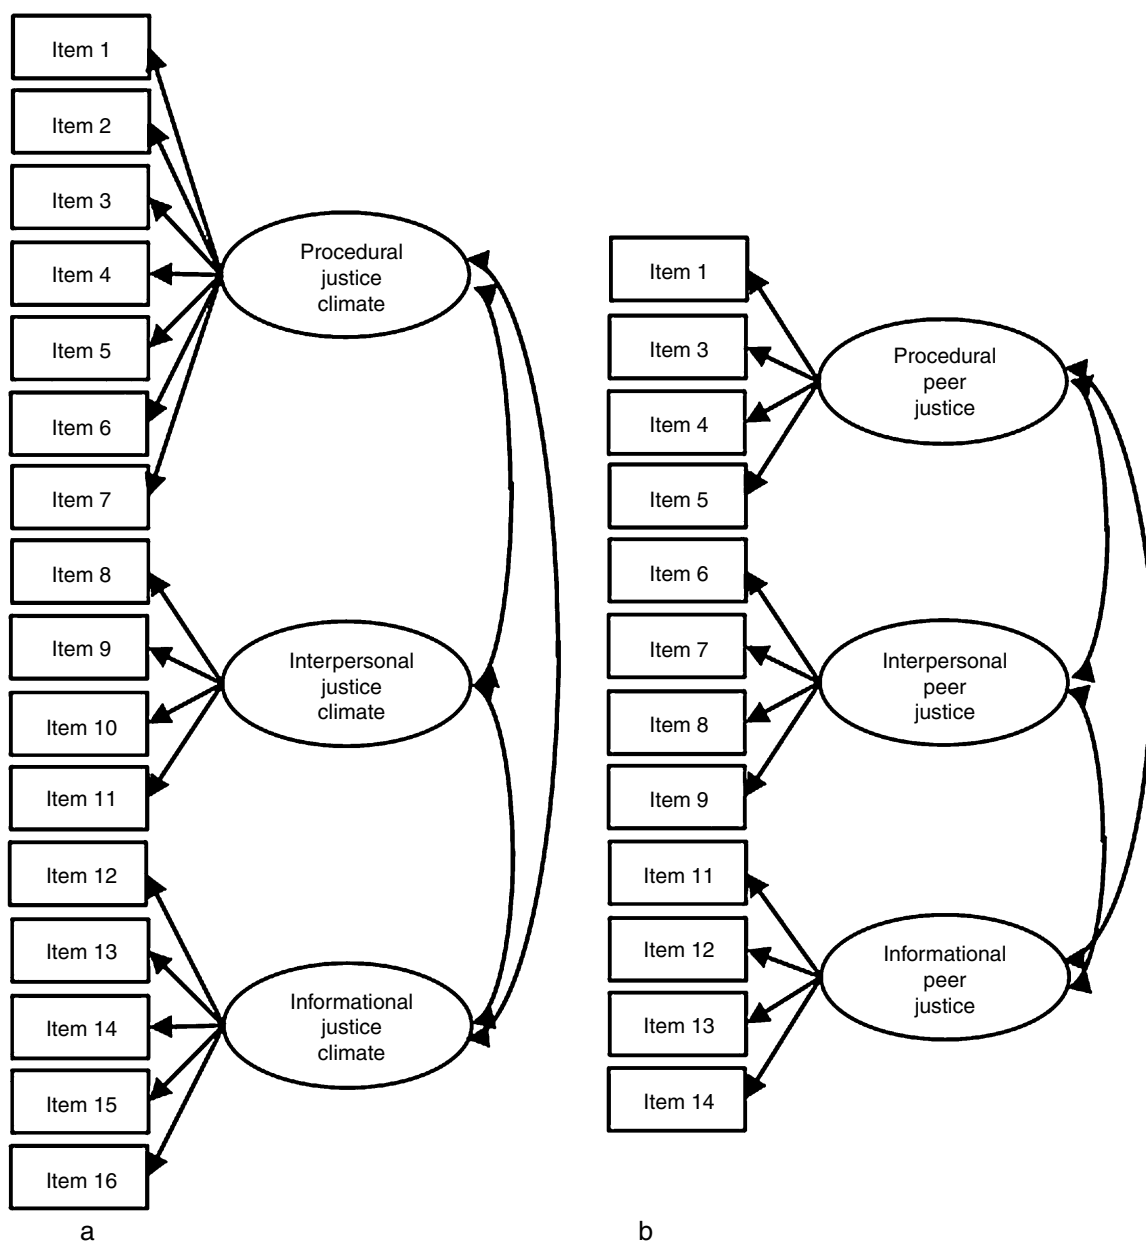 Item 1
Item 2
Item 3
Item 4
Item 5
Item 6
Item 7
Item 8
Item 9
Item 10
Item 11
Item 12
Item 13
Item 14
Item 15
Item 16
Procedural
justice
climate
Interpersonal
justice
climate
Informational
justice
climate
a
Item 1
Item 3
Item 4
Item 5
Item 6
Item 7
Item 8
Item 9
Item 11
Item 12
Item 13
Item 14
Procedural
peer
justice
Interpersonal
peer
justice
Informational
peer
justice
b